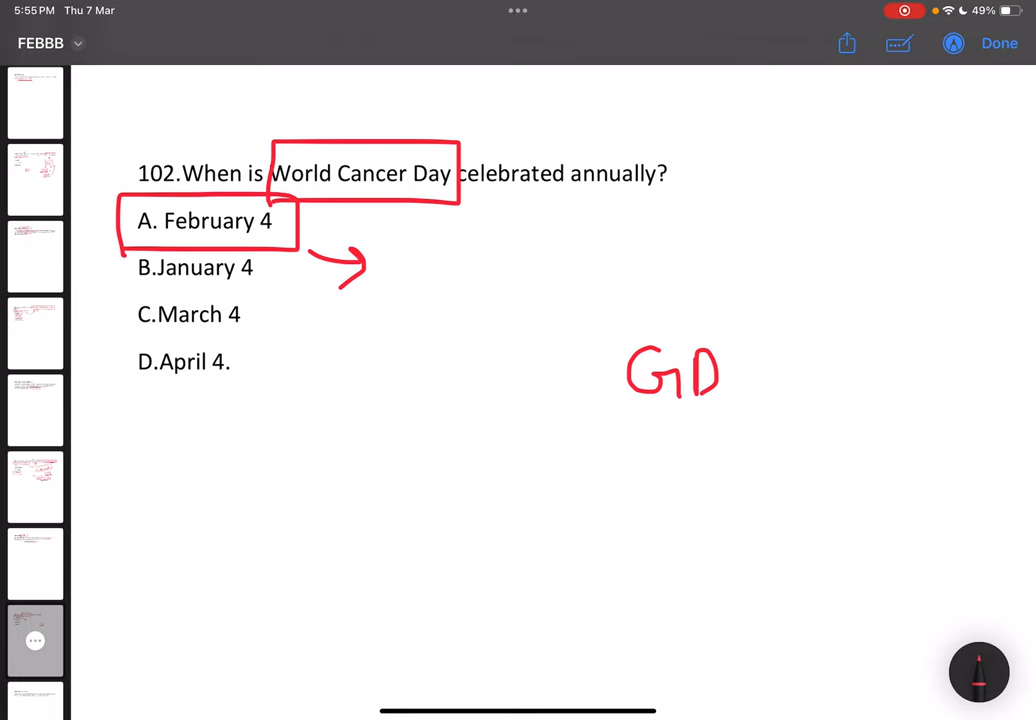 5:55 PM Thu 7 Mar
49%
FEBBB
Done
102.When is World Cancer Day celebrated annually?
A. February 4
B.January 4
C.March 4
D.April 4.
GD